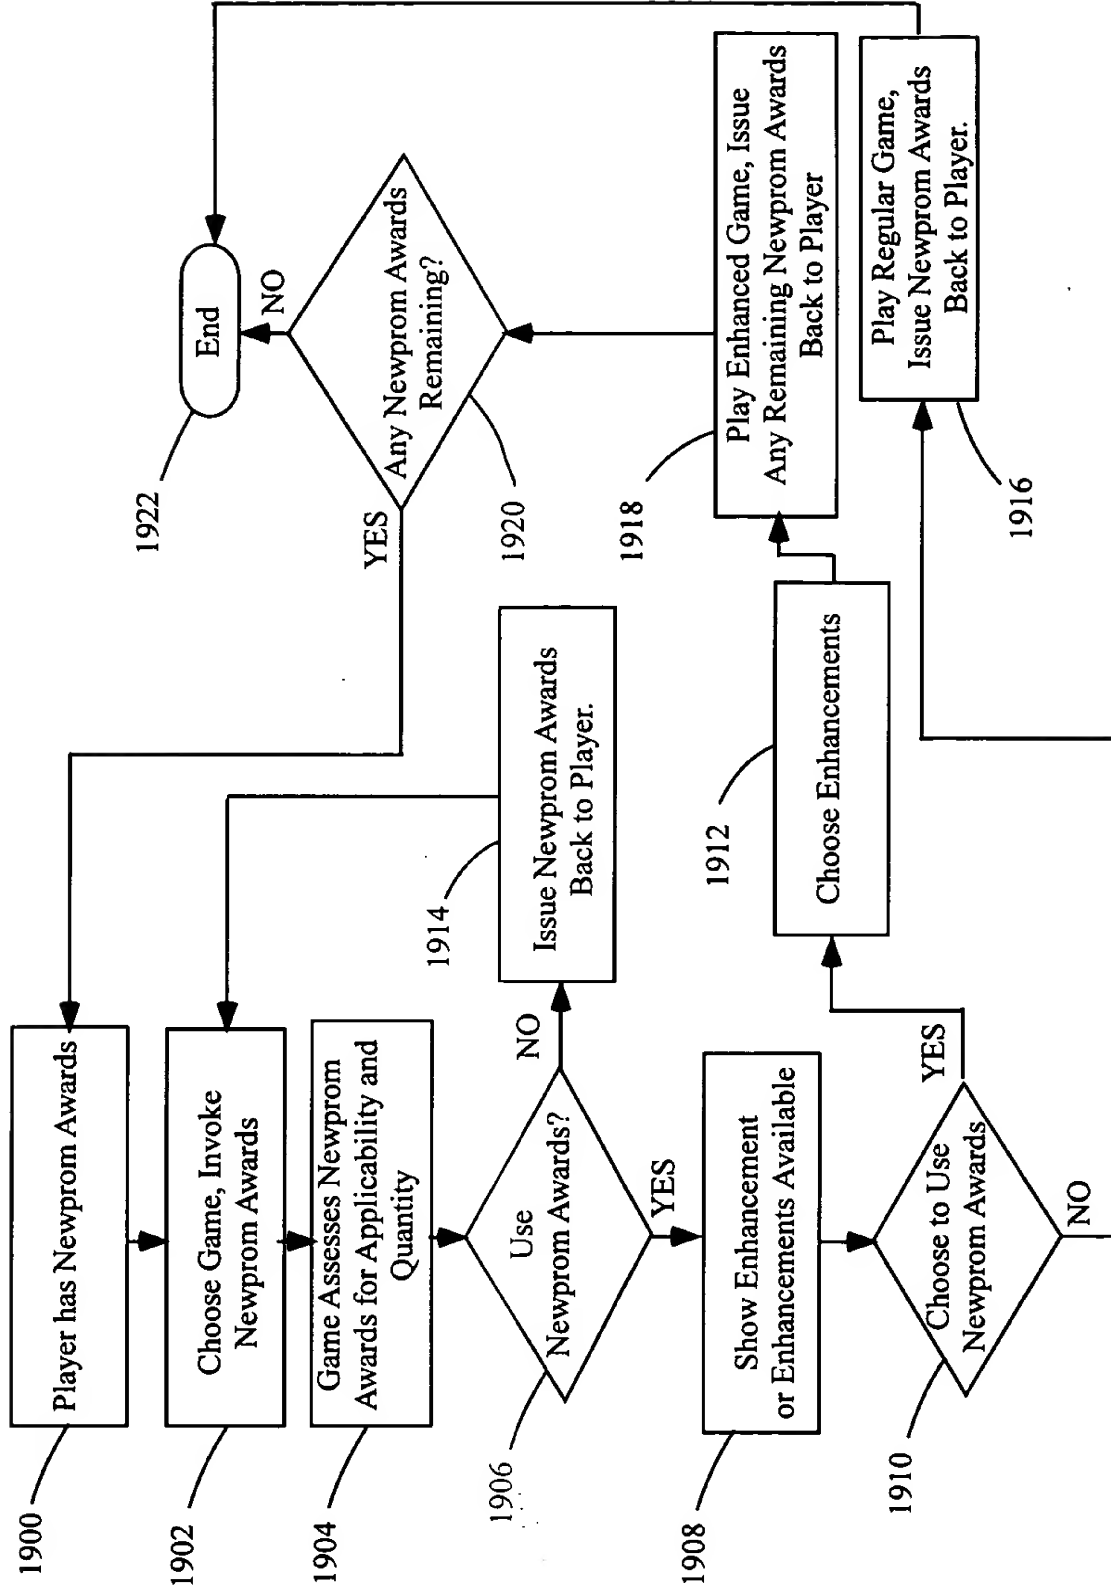 1900
Player has Newprom Awards
1902
Choose Game, Invoke
Newprom Awards
1904
Game Assesses Newprom
Awards for Applicability and
Quantity
1906
Use
Newprom Awards?
NO
YES
1914
Issue Newprom Awards
Back to Player.
1908
Show Enhancement
or Enhancements Available
1910
Choose to Use
Newprom Awards
YES
NO
1912
Choose Enhancements
1922
End
NO
YES
Any Newprom Awards
Remaining?
1920
1918
Play Enhanced Game, Issue
Any Remaining Newprom Awards
Back to Player
1916
Play Regular Game,
Issue Newprom Awards
Back to Player.